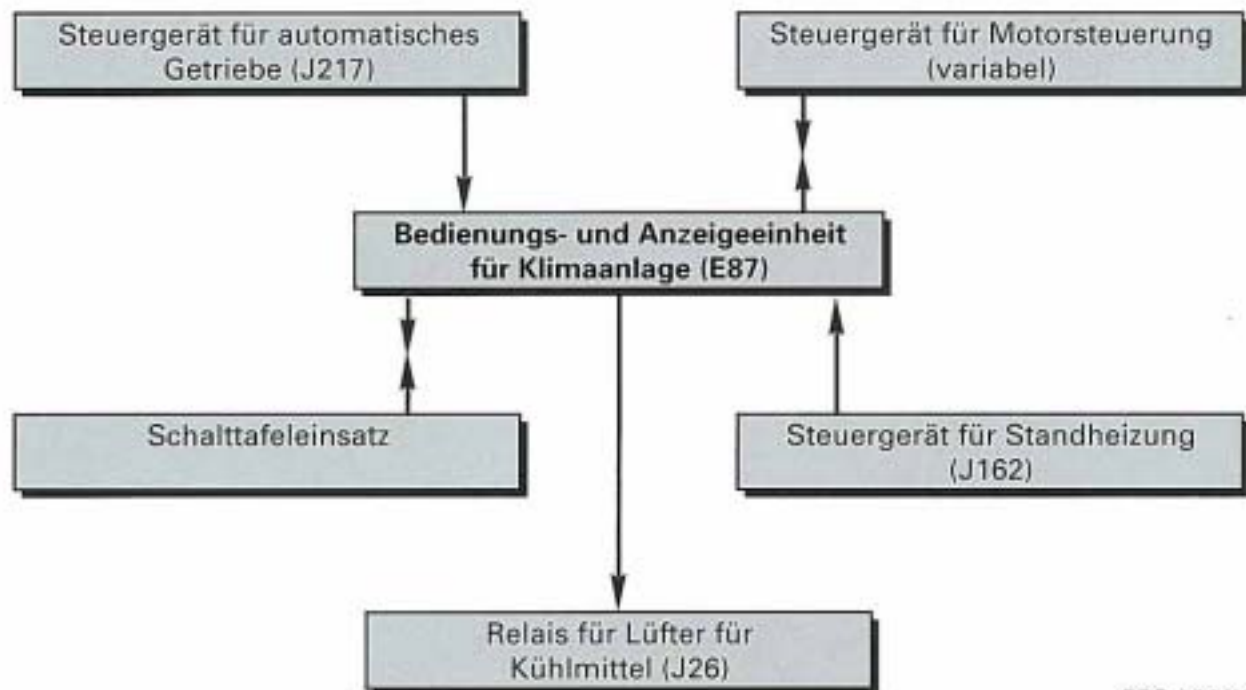 Steuergerät für automatisches
Getriebe (J217)
Steuergerät für Motorsteuerung
(variabel)
Bedienungs- und Anzeigeeinheit
für Klimaanlage (E87)
Schalttafeleinsatz
Steuergerät für Standheizung
(J162)
Relais für Lüfter für
Kühlmittel (J26)